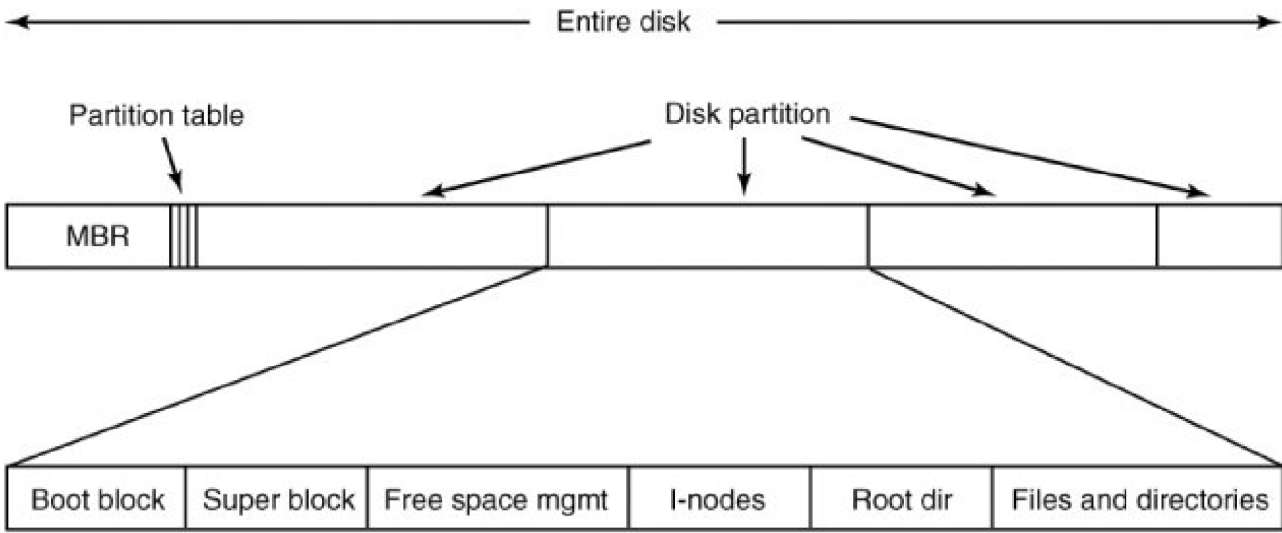 Entire disk
Partition table
Disk partition
MBR
Boot block
Super block
Free space mgmt
I-nodes
Root dir
Files and directories